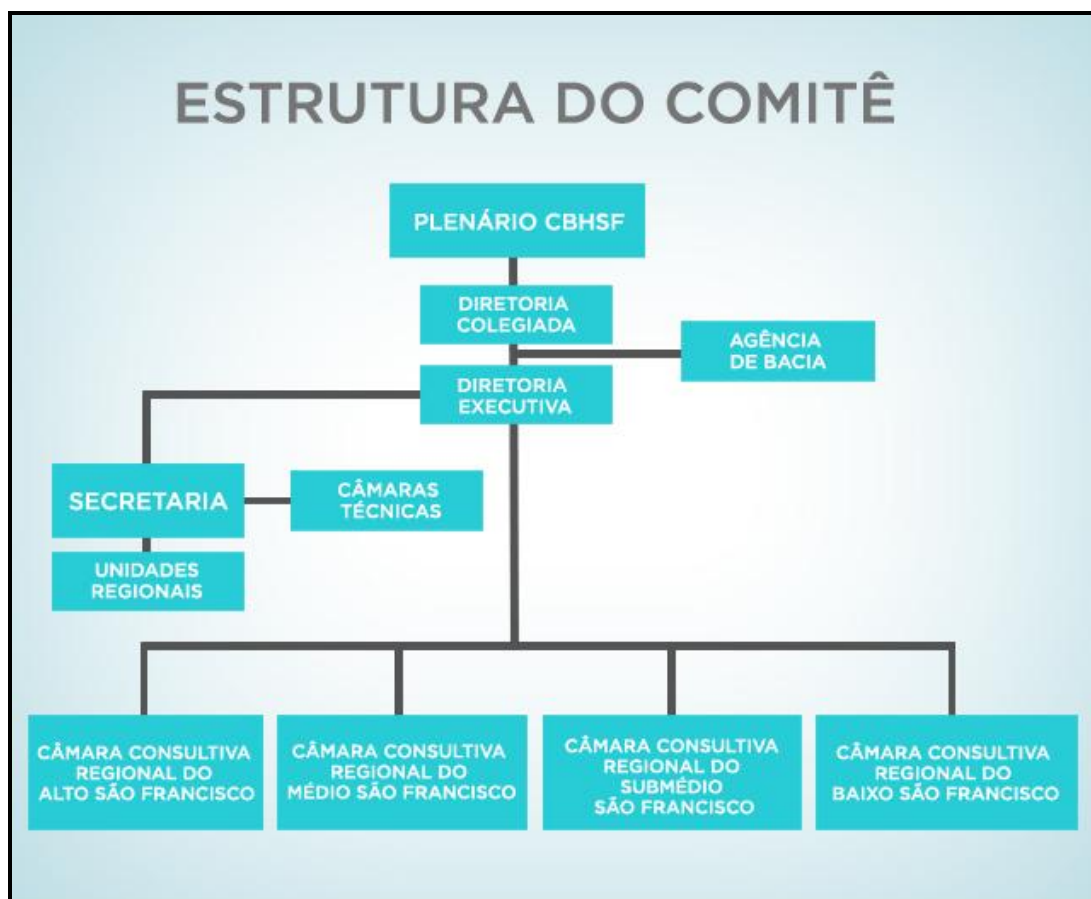 ESTRUTURA DO COMITÊ
PLENÁRIO CBHSF
DIRETORIA
COLEGIADA
AGÊNCIA
DE BACIA
DIRETORIA
EXECUTIVA
SECRETARIA
CÂMARAS
TÉCNICAS
UNIDADES
REGIONAIS
CÂMARA CONSULTIVA
REGIONAL DO
ALTO SÃO FRANCISCO
CÂMARA CONSULTIVA
REGIONAL DO
MÉDIO SÃO FRANCISCO
CÂMARA CONSULTIVA
REGIONAL DO
SUBMÉDIO
SÃO FRANCISCO
CÂMARA CONSULTIVA
REGIONAL DO
BAIXO SÃO FRANCISCO